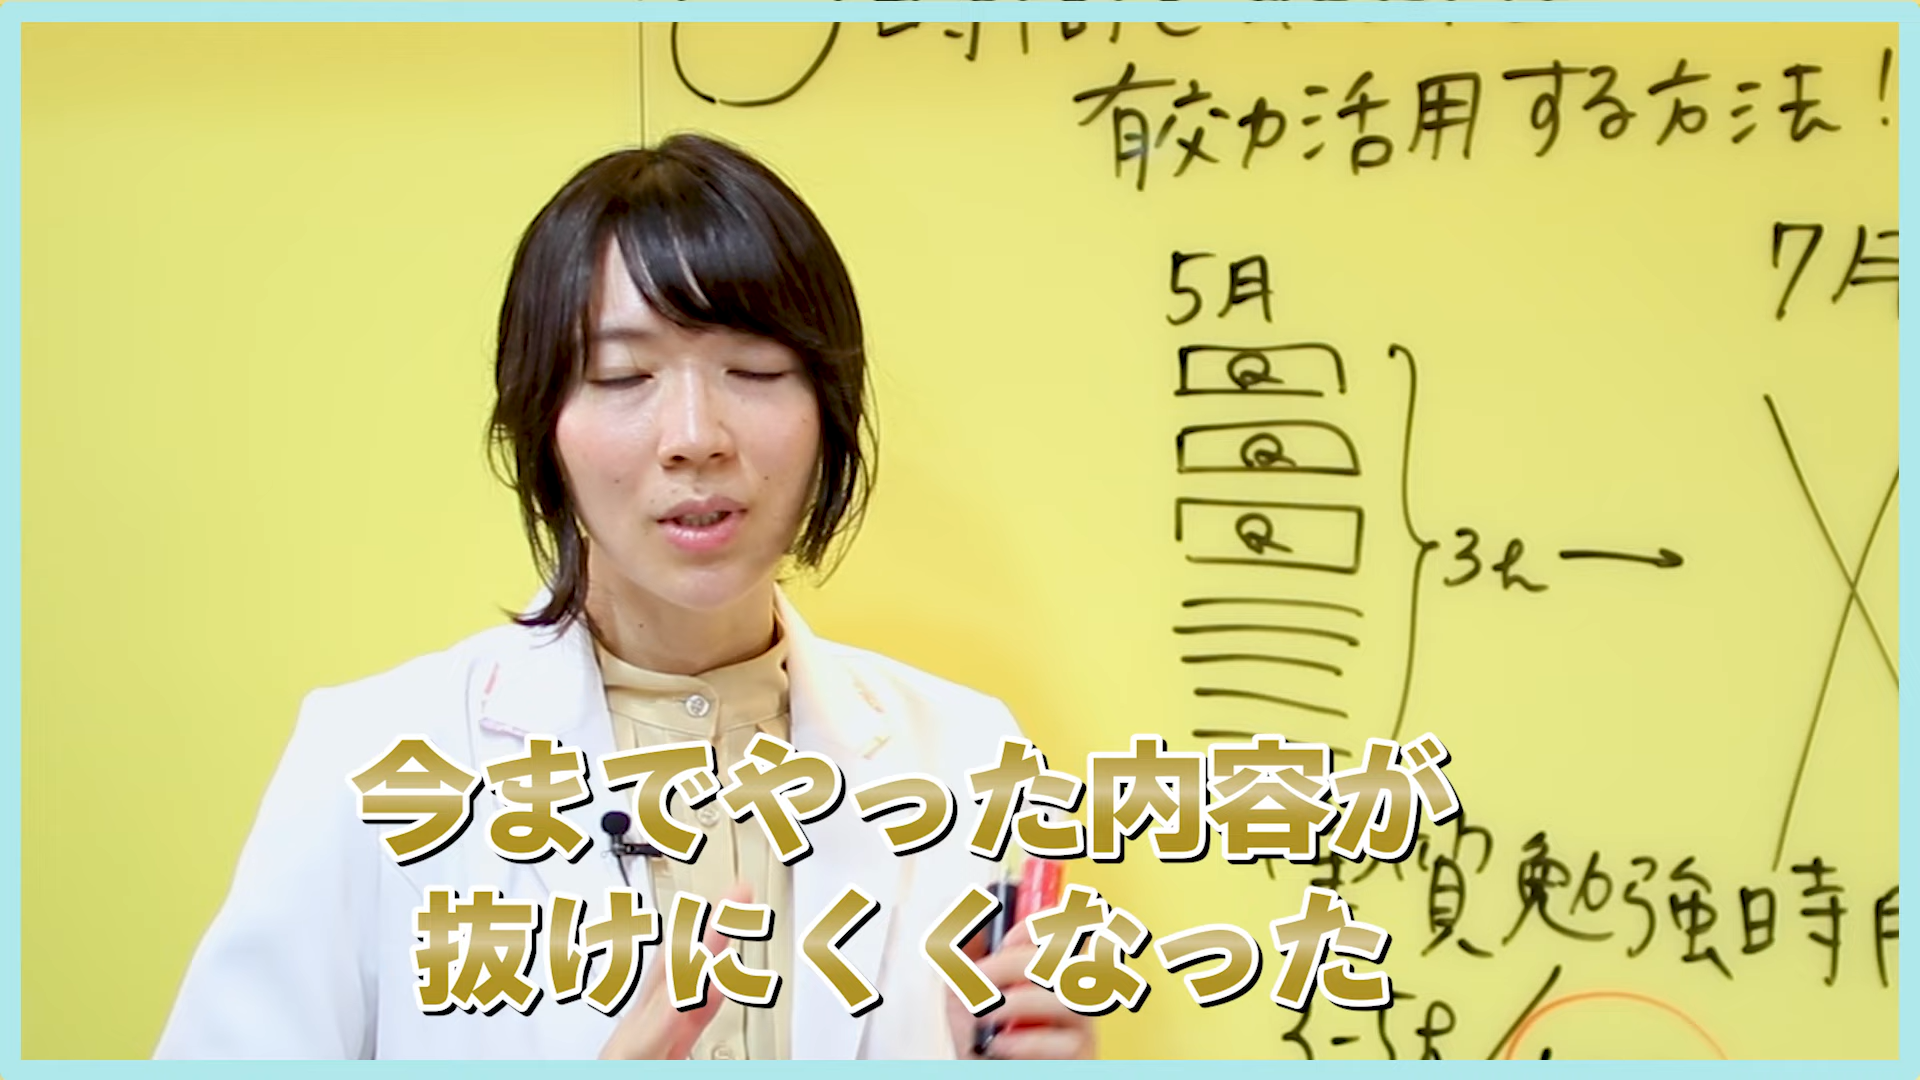 有効活用する方法!
5月
7月
Q
Q
Q
3h →
今までやった内容が
抜けにくくなった
質勉強時